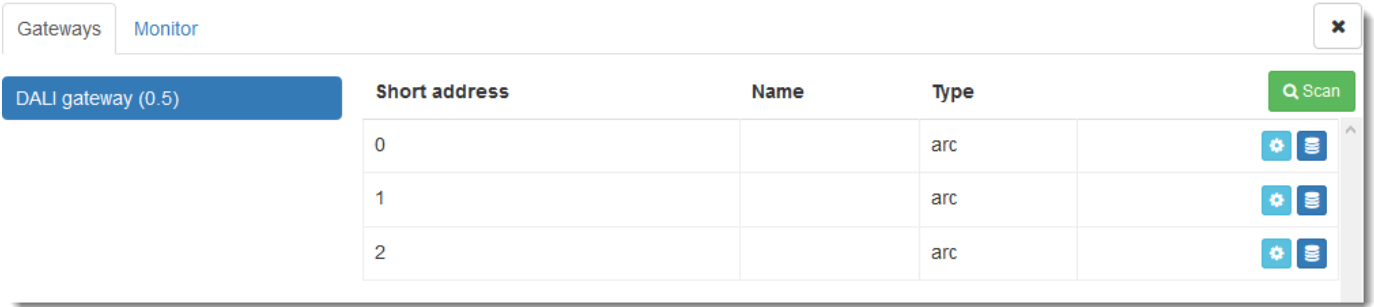 Gateways Monitor
DALI gateway (0.5)
Short address Name Type Scan
0 arc
1 arc
2 arc